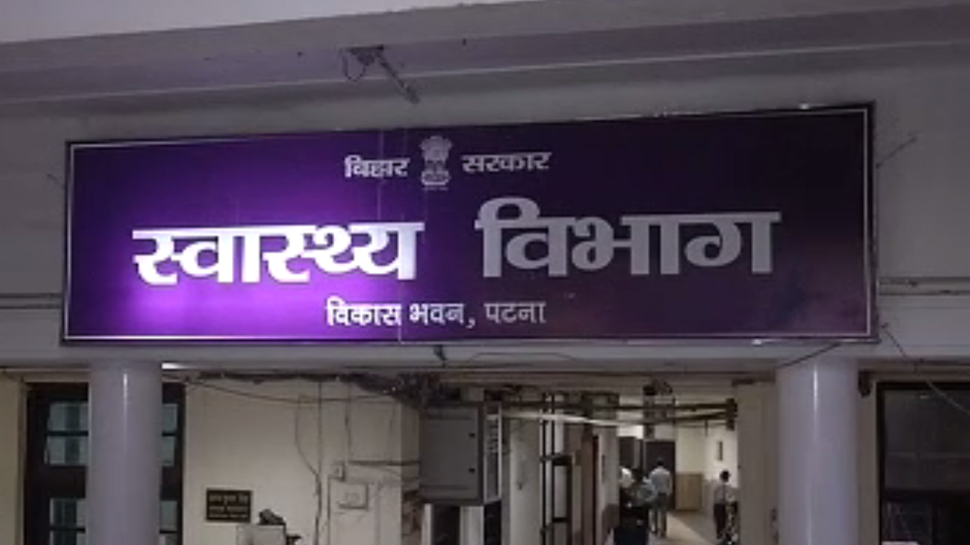 बिहार सरकार
स्वास्थ्य विभाग
विकास भवन, पटना